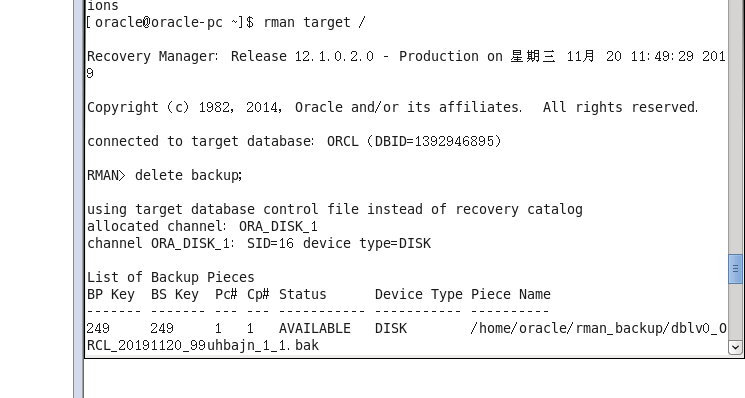 ions
[oracle@oracle-pc ~]$ rman target /
Recovery Manager: Release 12.1.0.2.0 - Production on 星期三 11月 20 11:49:29 201
9
Copyright (c) 1982, 2014, Oracle and/or its affiliates.  All rights reserved.
connected to target database: ORCL (DBID=1392946895)
RMAN> delete backup;
using target database control file instead of recovery catalog
allocated channel: ORA_DISK_1
channel ORA_DISK_1: SID=16 device type=DISK
List of Backup Pieces
BP Key  BS Key  Pc# Cp# Status      Device Type Piece Name
------- ------- --- --- ----------- ----------- ----------
249     249     1   1   AVAILABLE   DISK        /home/oracle/rman_backup/dblv0_O
RCL_20191120_99uhbajn_1_1.bak